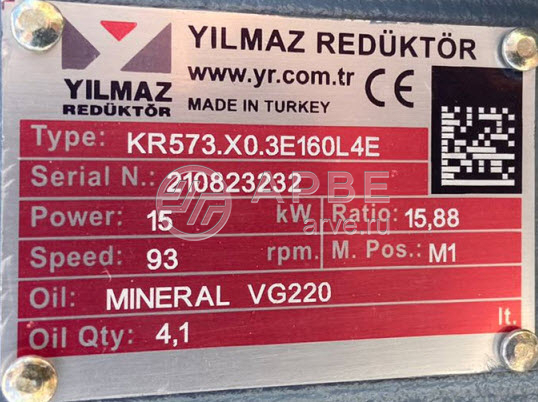 YILMAZ
REDÜKTÖR
YILMAZ REDÜKTÖR
www.yr.com.tr CE
MADE IN TURKEY
Type: KR573.X0.3E160L4E
Serial N.: 210823232
Power: 15 kW Ratio: 15,88
Speed: 93 rpm. M. Pos.: M1
Oil: MINERAL VG220
Oil Qty: 4,1 lt.
АРВЕ
arve.ru